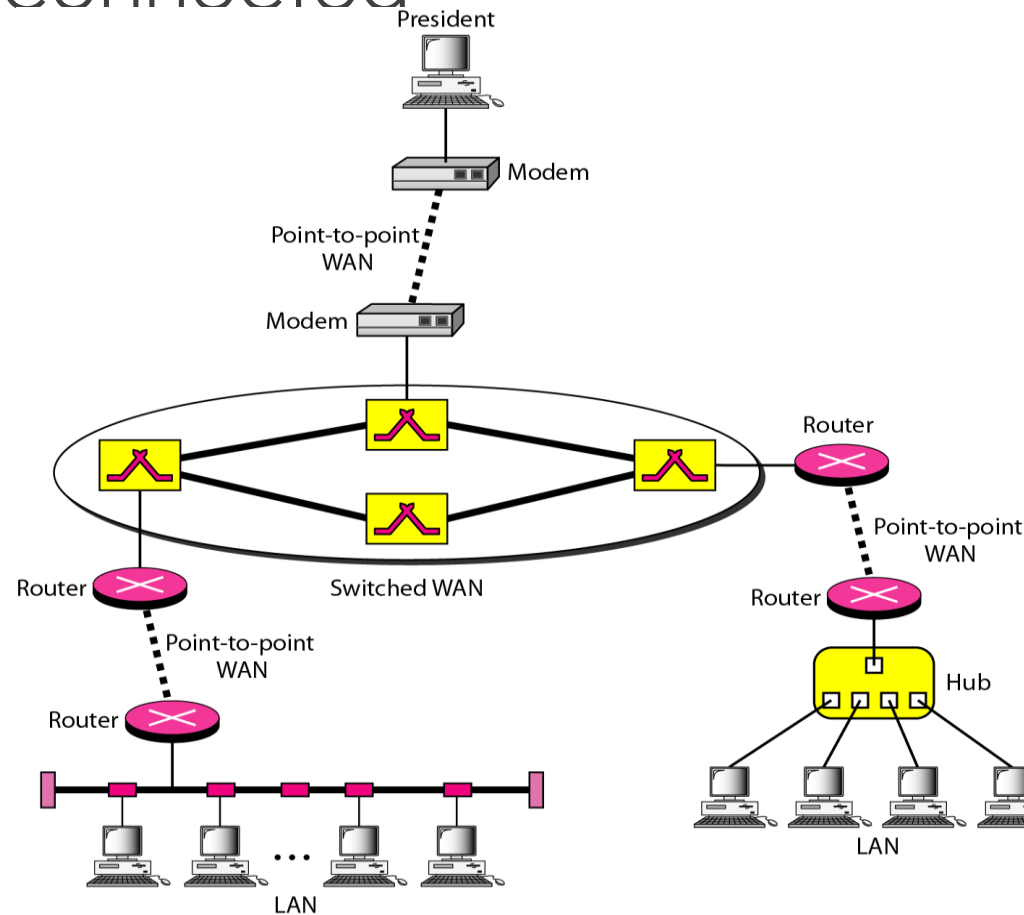 connected
President
Modem
Point-to-point
WAN
Modem
Router
Point-to-point
WAN
Router
Switched WAN
Router
Hub
Point-to-point
WAN
Router
LAN
LAN